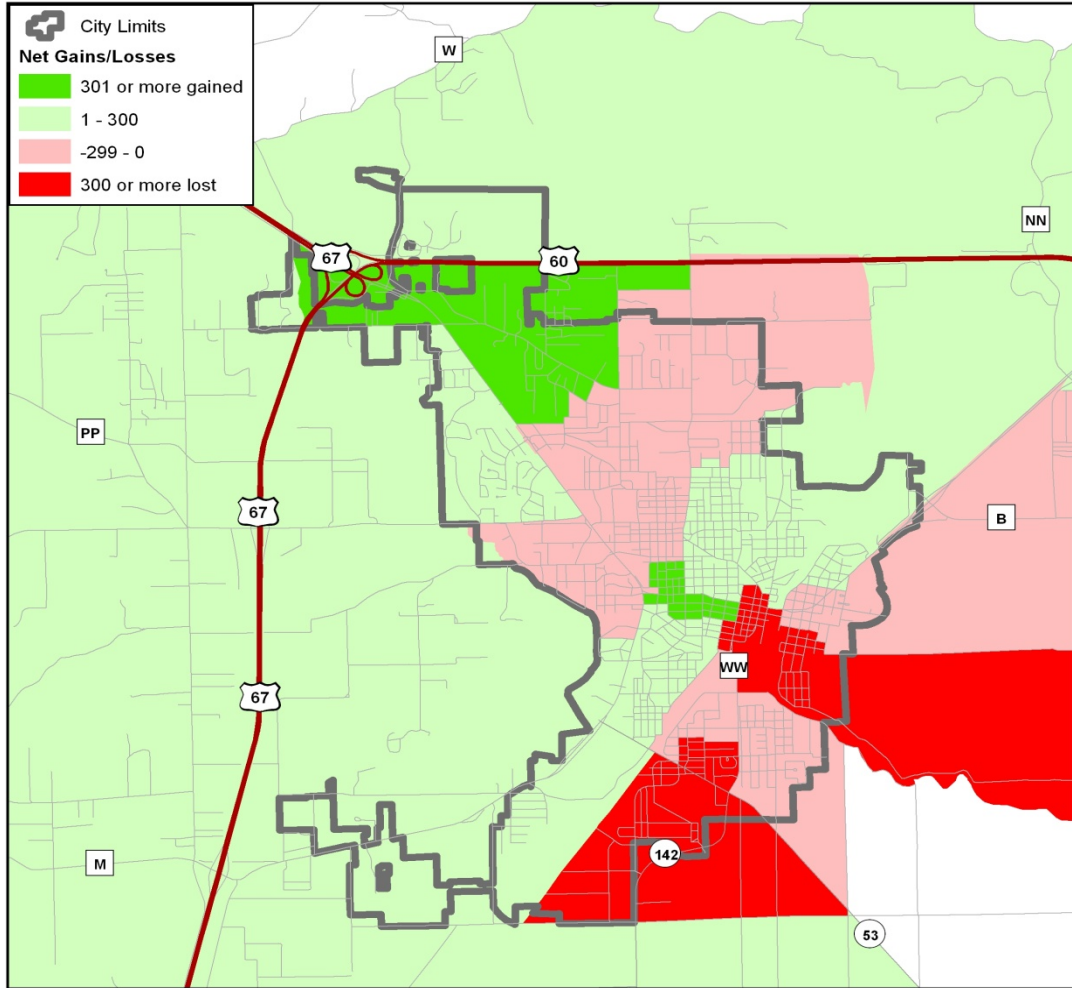 City Limits
Net Gains/Losses
301 or more gained
1 - 300
-299 - 0
300 or more lost
W
NN
67
60
PP
67
B
WW
67
142
M
53